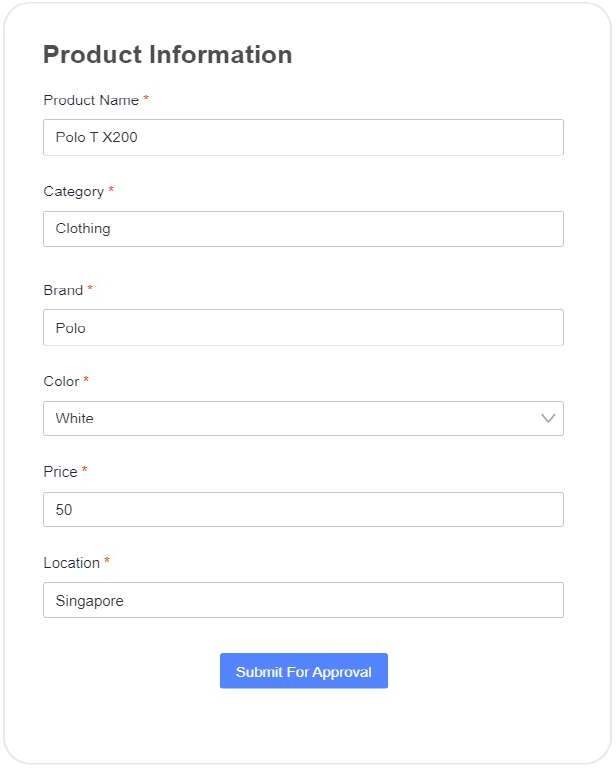 Product Information
Product Name *
Polo T X200
Category *
Clothing
Brand *
Polo
Color *
White
Price *
50
Location *
Singapore
Submit For Approval